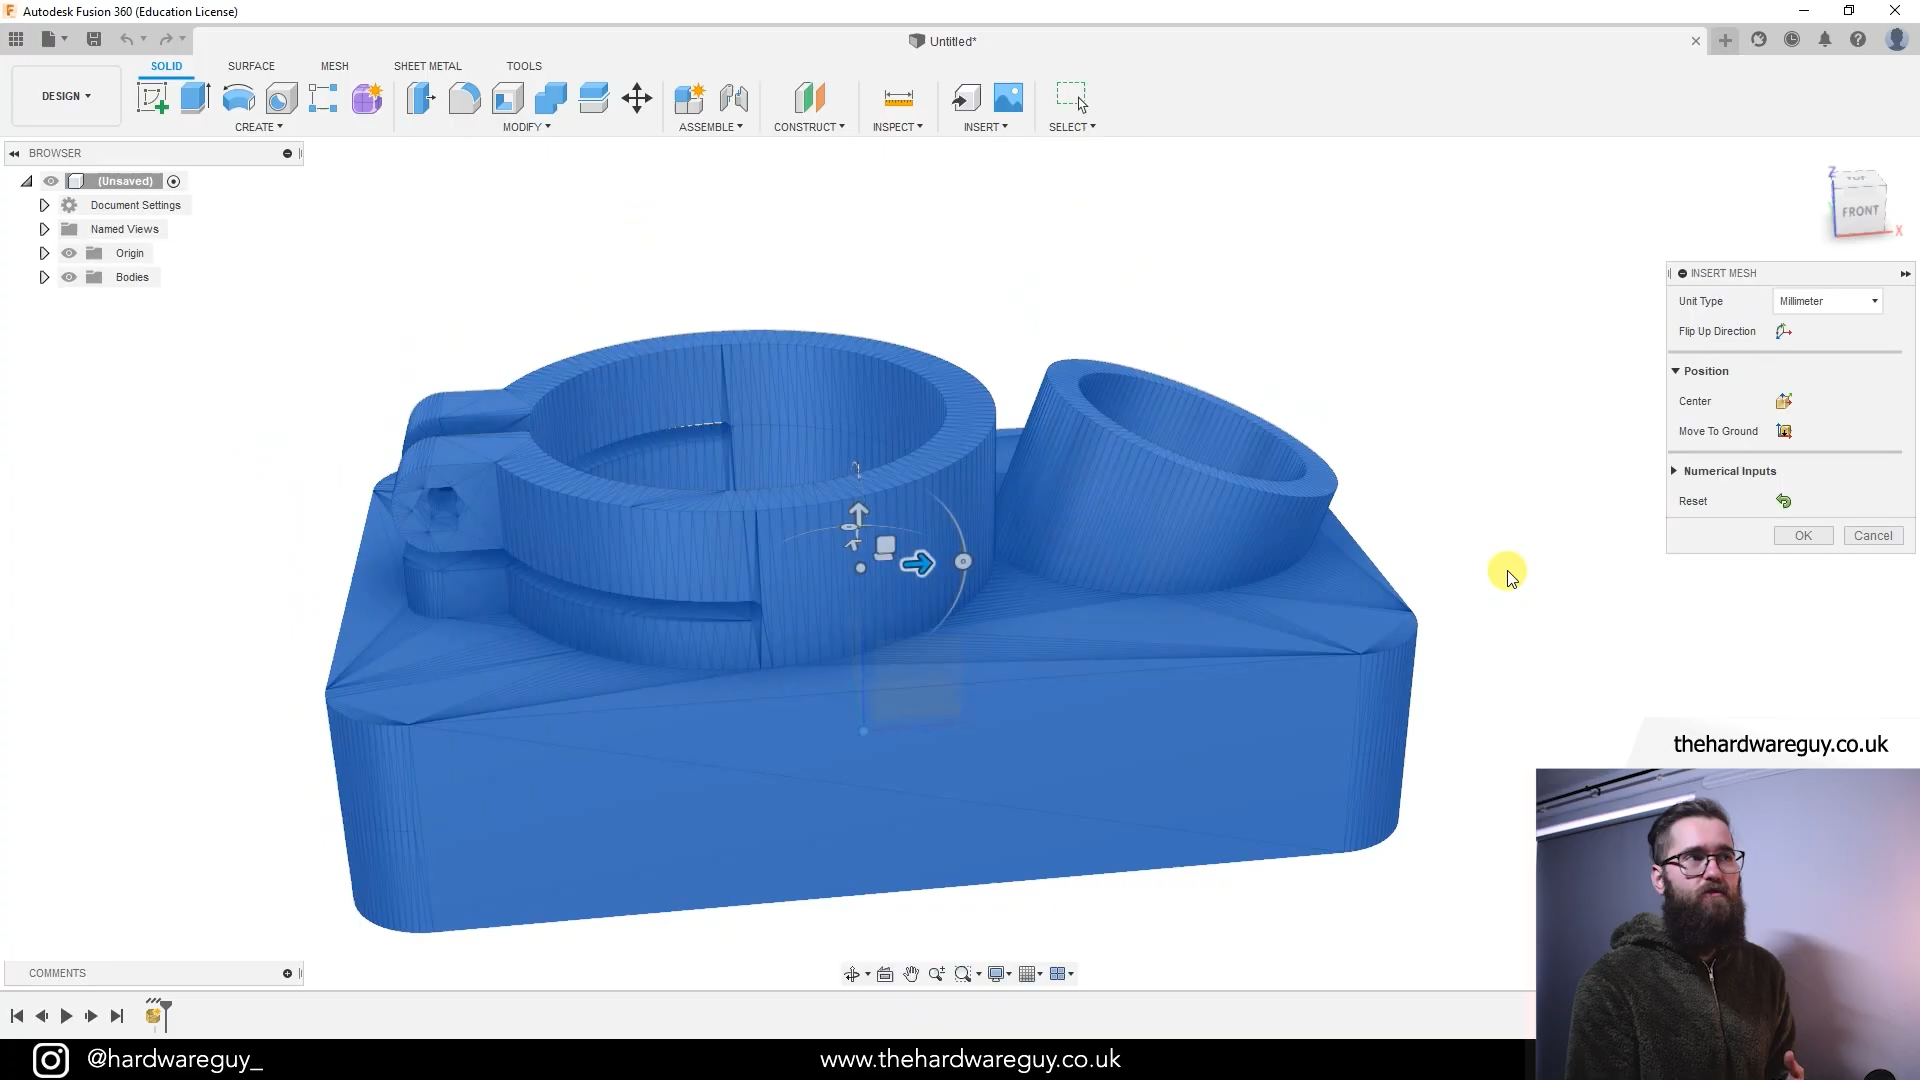 Autodesk Fusion 360 (Education License)
Untitled*
DESIGN
SOLID SURFACE MESH SHEET METAL TOOLS
CREATE MODIFY ASSEMBLE CONSTRUCT INSPECT INSERT SELECT
BROWSER
(Unsaved)
Document Settings
Named Views
Origin
Bodies
Z
TOP
FRONT
X
INSERT MESH
Unit Type Millimeter
Flip Up Direction
Position
Center
Move To Ground
Numerical Inputs
Reset
OK Cancel
thehardwareguy.co.uk
COMMENTS
@hardwareguy_
www.thehardwareguy.co.uk